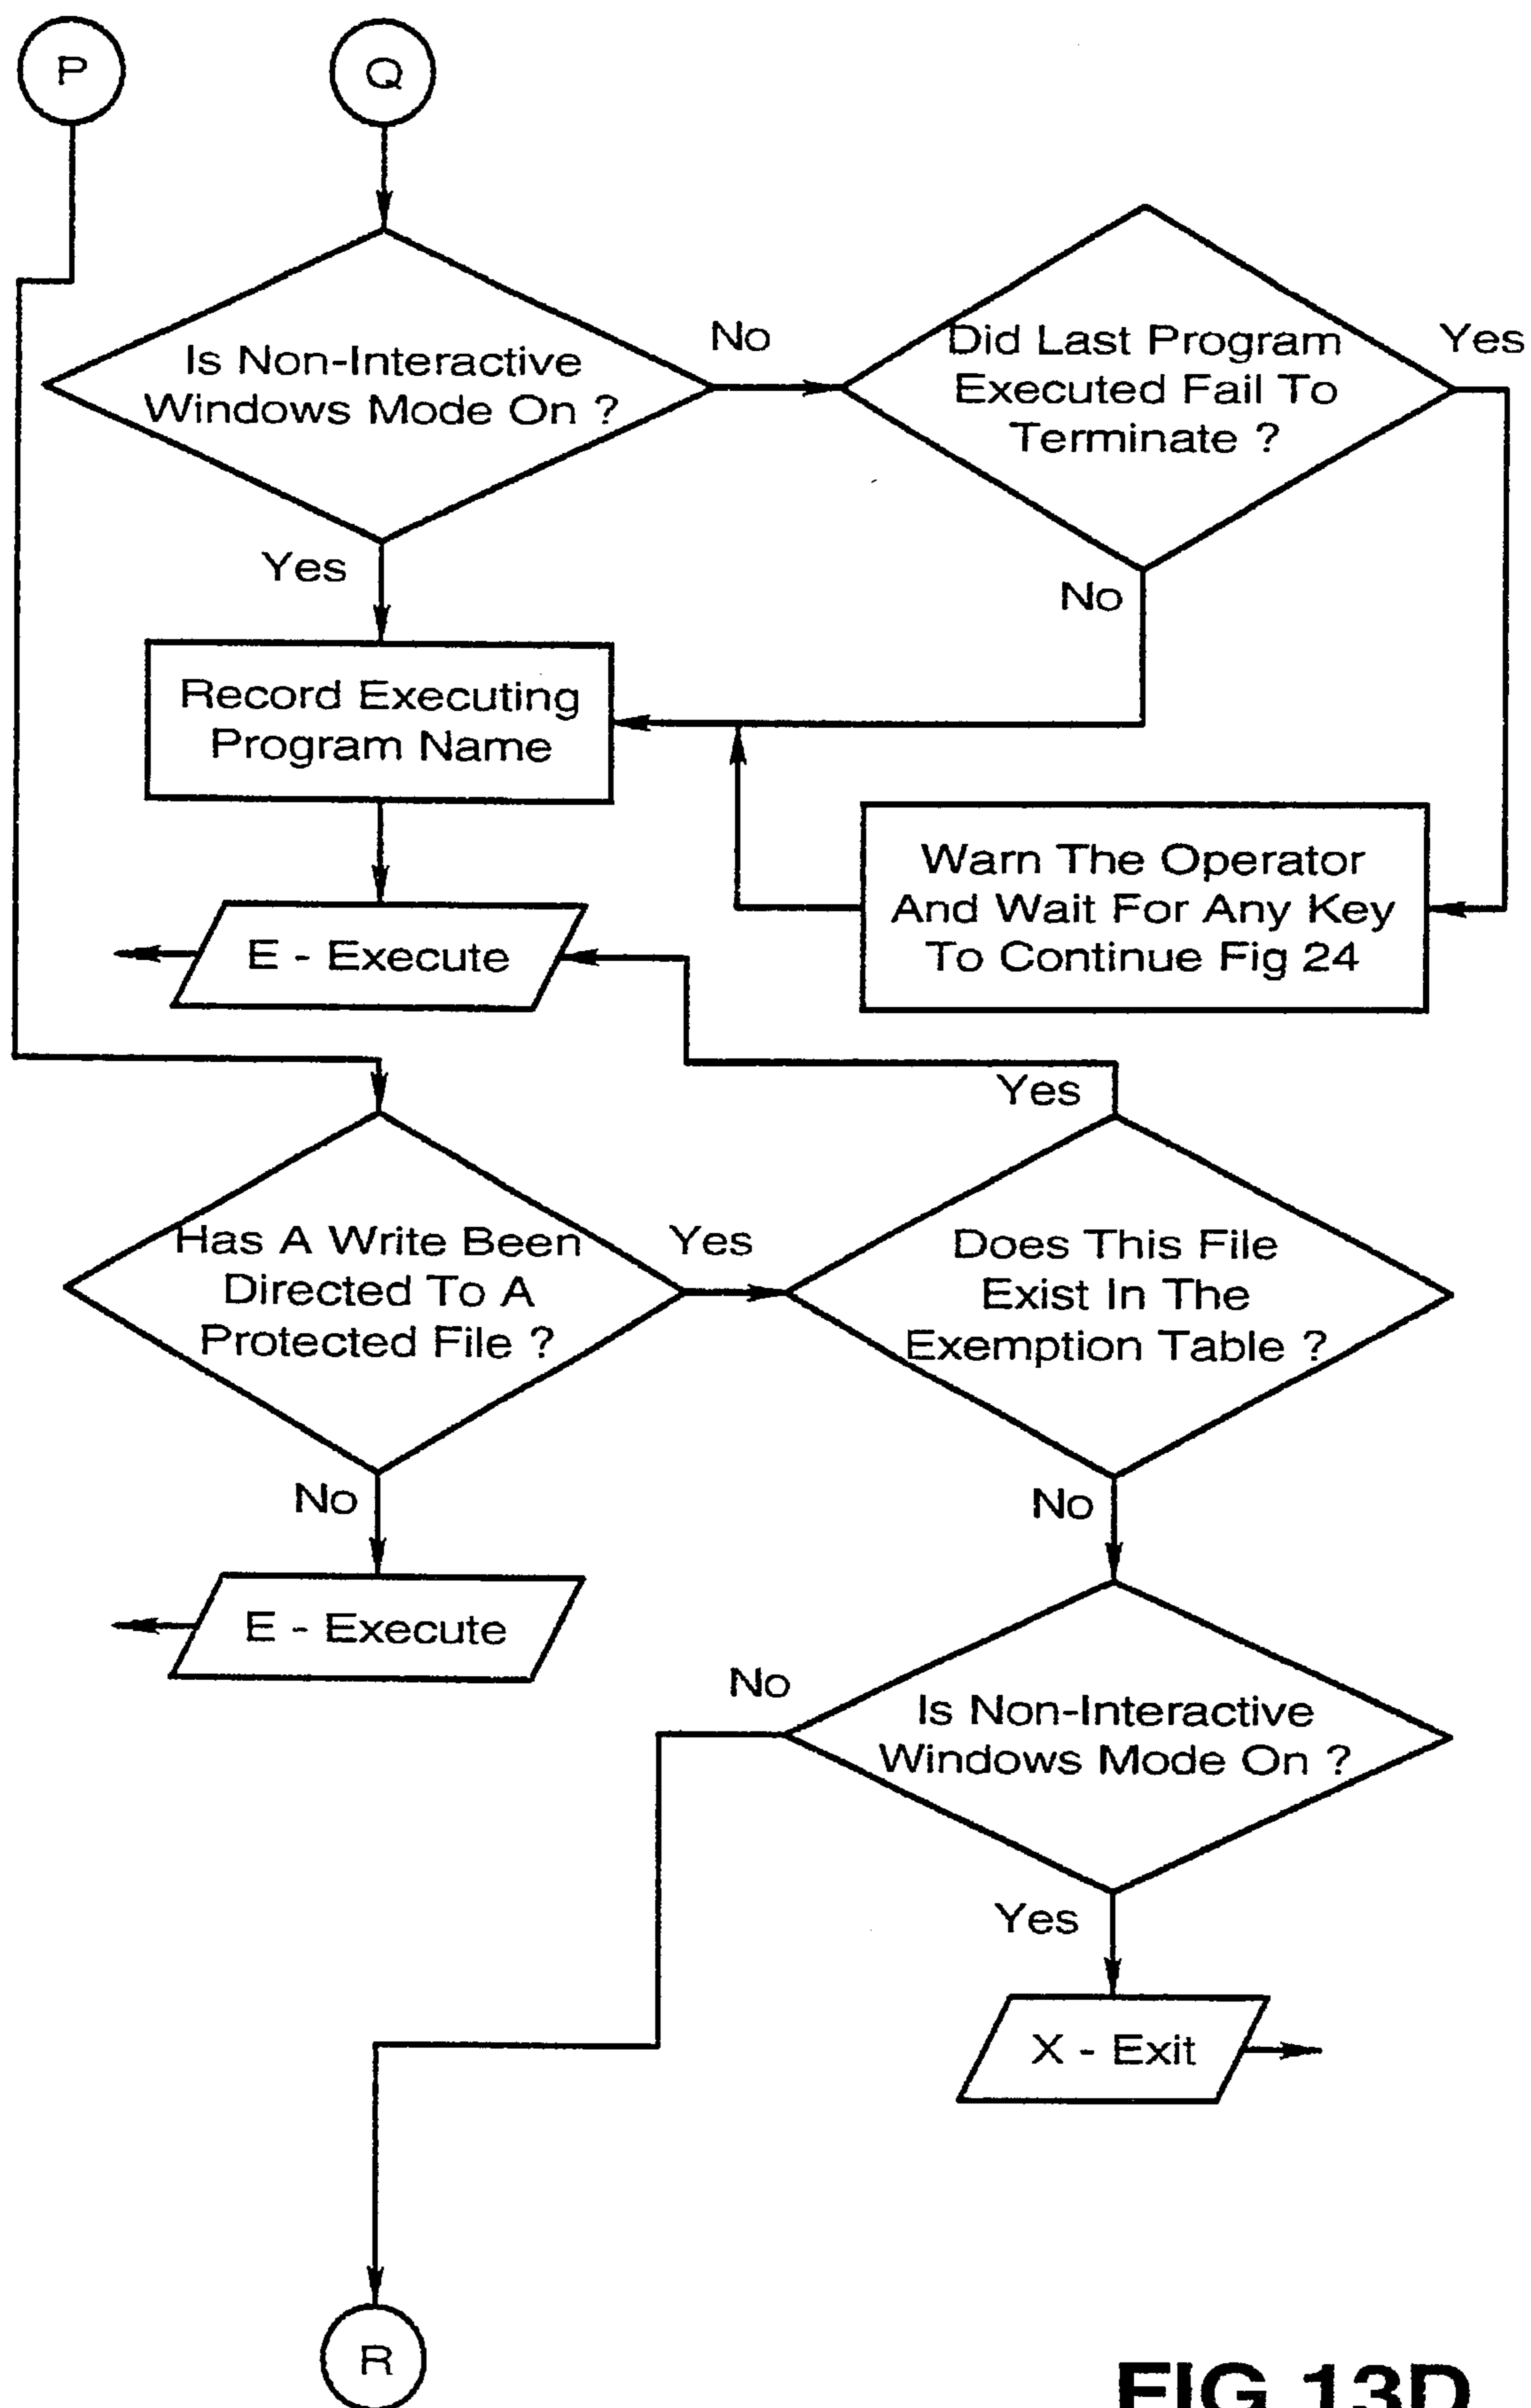 P
Q
Is Non-Interactive
Windows Mode On ?
No
Did Last Program
Executed Fail To
Terminate ?
Yes
Yes
No
Record Executing
Program Name
Warn The Operator
And Wait For Any Key
To Continue Fig 24
E - Execute
Yes
Has A Write Been
Directed To A
Protected File ?
Yes
Does This File
Exist In The
Exemption Table ?
No
No
E - Execute
No
Is Non-Interactive
Windows Mode On ?
Yes
X - Exit
R
FIG 13D